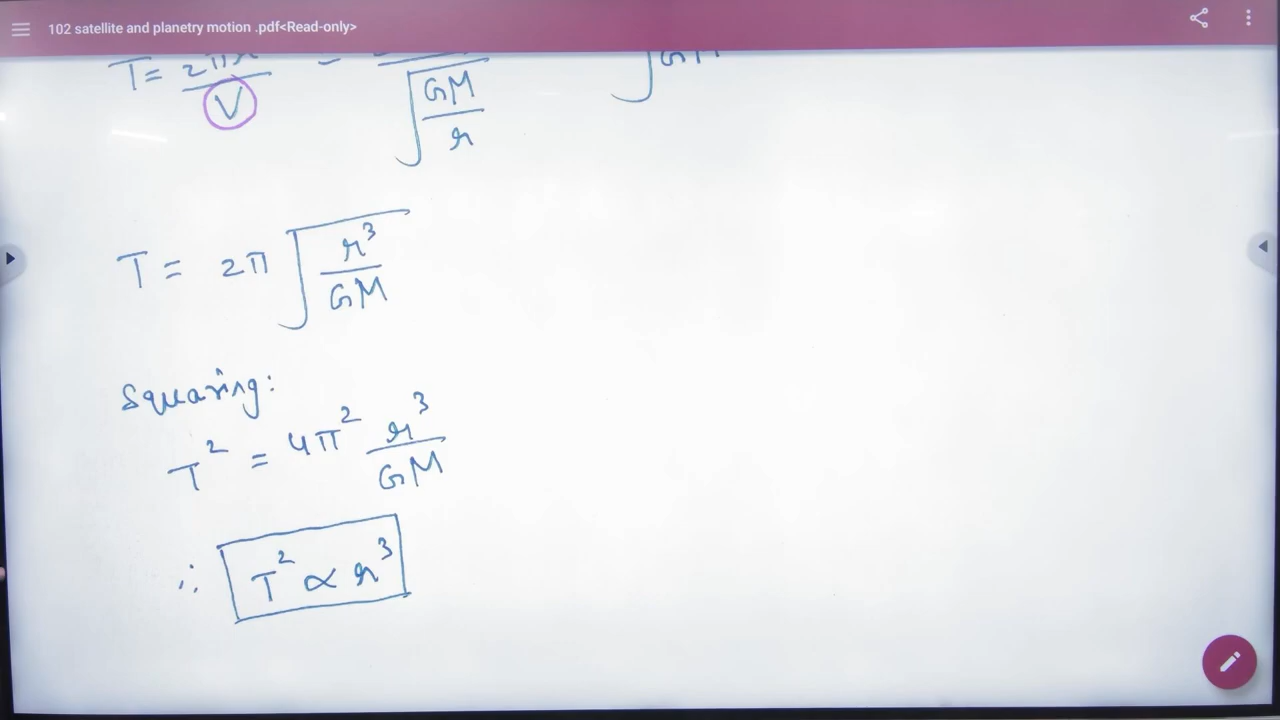 102 satellite and planetry motion .pdf<Read-only>
T = 2πr/V = /√(GM/r)
T = 2π √(r³/GM)
Squaring:
T² = 4π² r³/GM
∴ T² ∝ r³